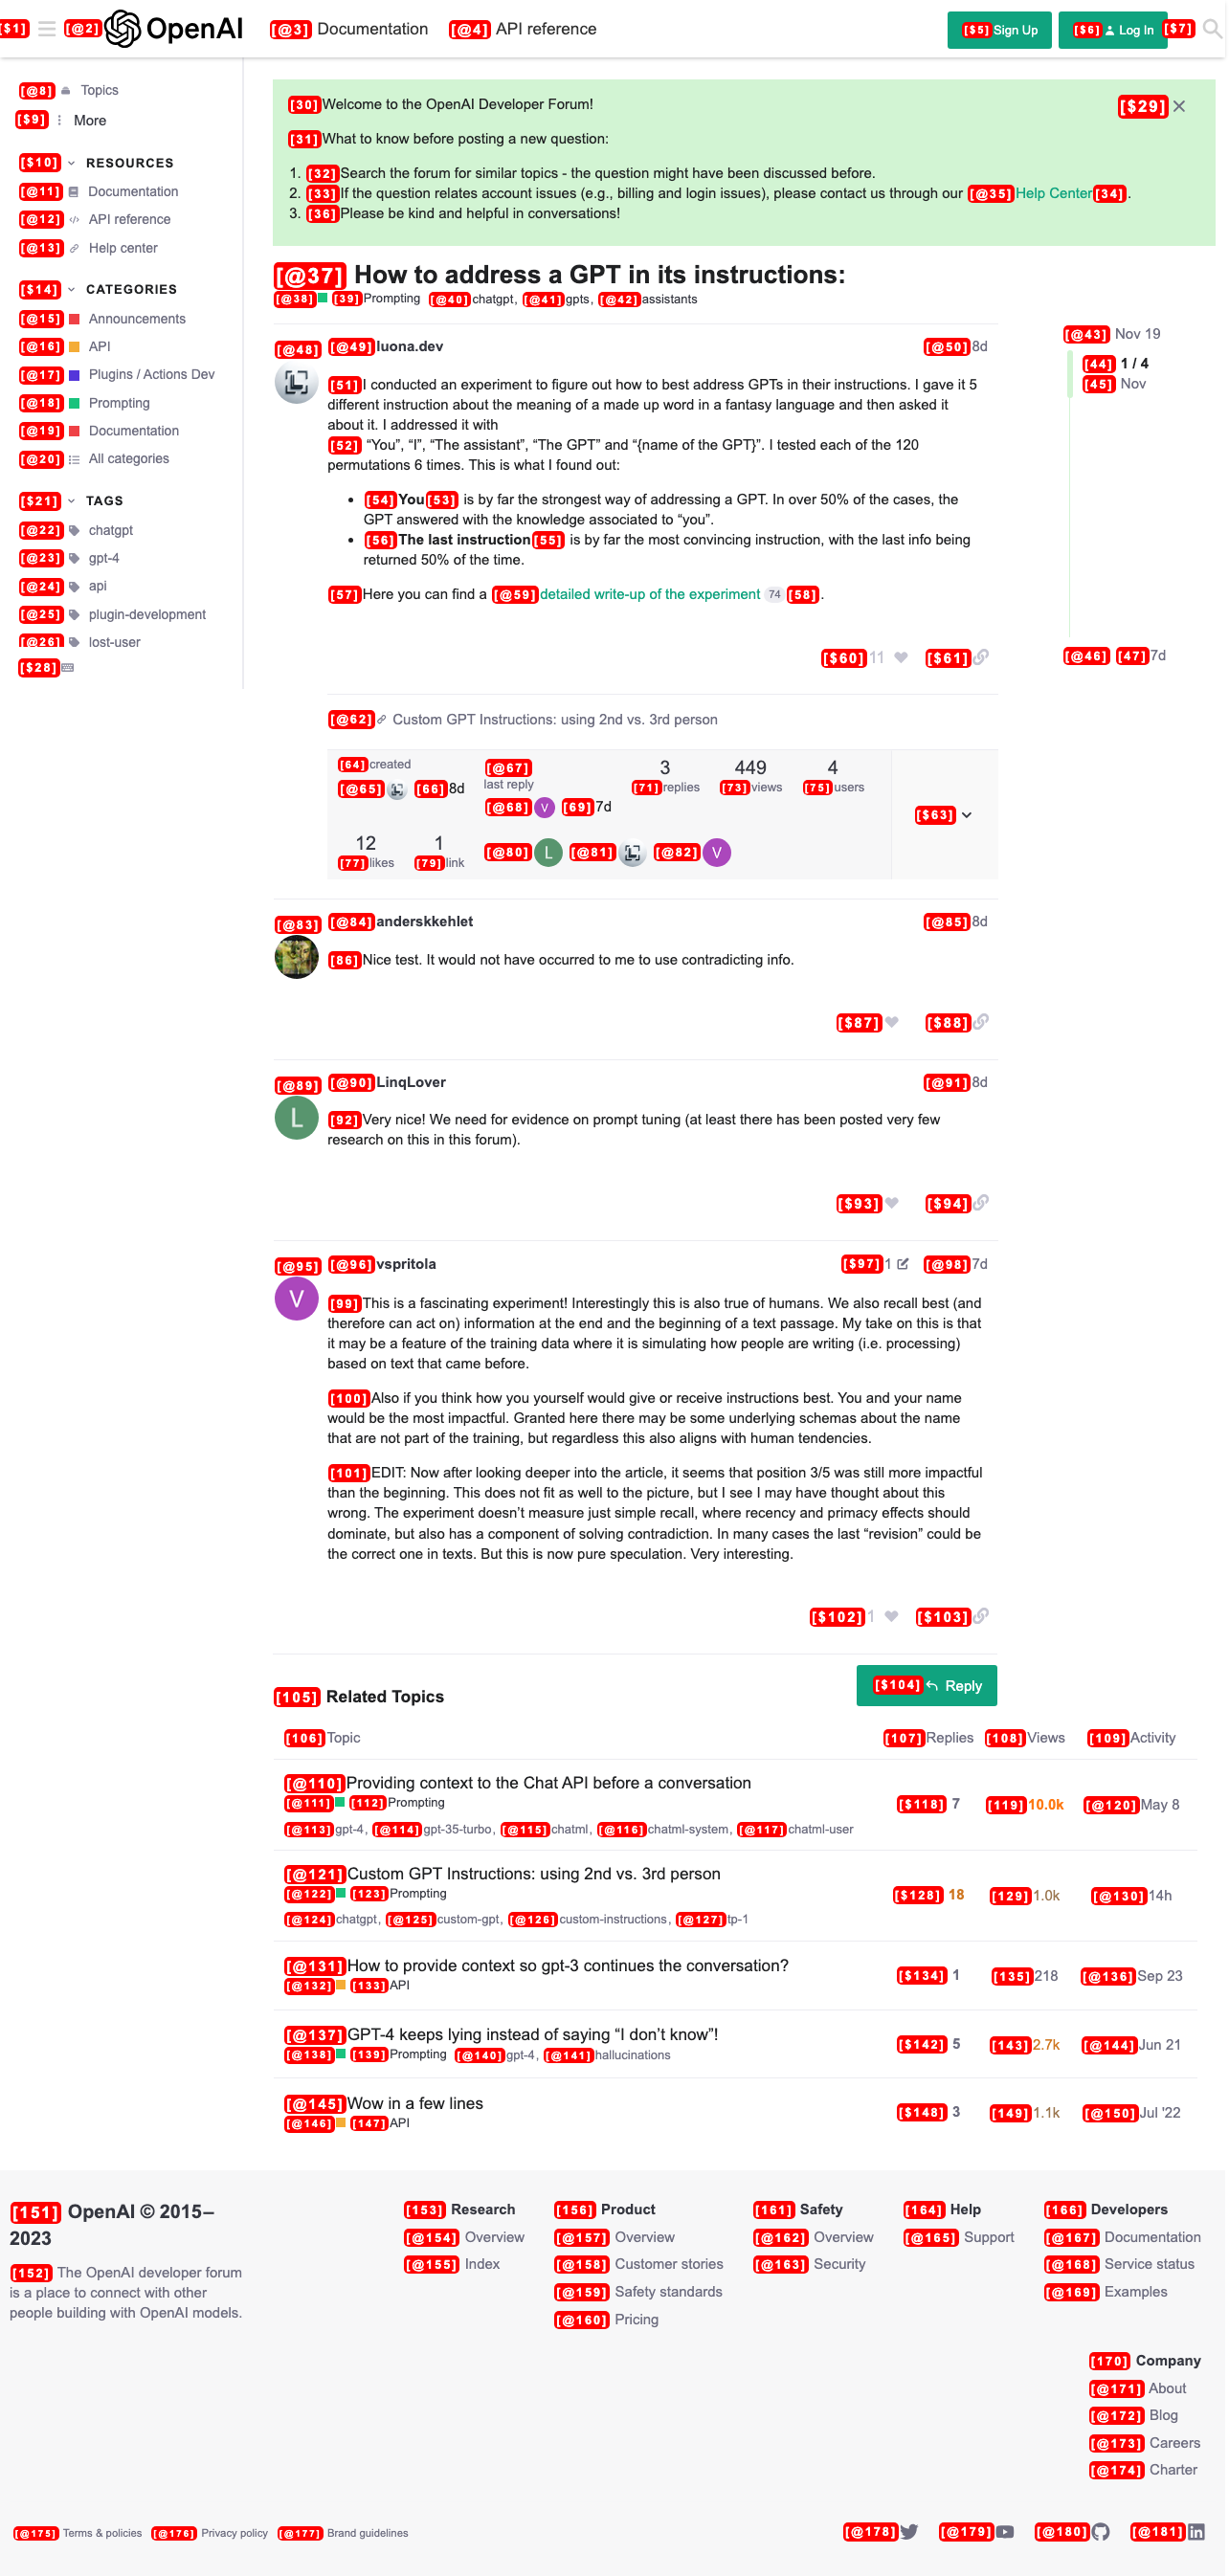 [$1] [@2] OpenAI [@3] Documentation [@4] API reference [$5] Sign Up [$6] Log In [$7]
[@8] Topics
[$9] More
[$10] RESOURCES
[@11] Documentation
[@12] API reference
[@13] Help center
[$14] CATEGORIES
[@15] Announcements
[@16] API
[@17] Plugins / Actions Dev
[@18] Prompting
[@19] Documentation
[@20] All categories
[$21] TAGS
[@22] chatgpt
[@23] gpt-4
[@24] api
[@25] plugin-development
[@26] lost-user
[$28]
[30]Welcome to the OpenAI Developer Forum! [$29]
[31]What to know before posting a new question:
1. [32]Search the forum for similar topics - the question might have been discussed before.
2. [33]If the question relates account issues (e.g., billing and login issues), please contact us through our [@35]Help Center[34].
3. [36]Please be kind and helpful in conversations!
[@37] How to address a GPT in its instructions:
[@38] [39]Prompting [@40]chatgpt, [@41]gpts, [@42]assistants
[@43] Nov 19
[44] 1 / 4
[45] Nov
[@46] [47]7d
[@48] [@49]luona.dev [@50]8d
[51]I conducted an experiment to figure out how to best address GPTs in their instructions. I gave it 5
different instruction about the meaning of a made up word in a fantasy language and then asked it
about it. I addressed it with
[52] “You”, “I”, “The assistant”, “The GPT” and “{name of the GPT}”. I tested each of the 120
permutations 6 times. This is what I found out:
• [54]You[53] is by far the strongest way of addressing a GPT. In over 50% of the cases, the
GPT answered with the knowledge associated to “you”.
• [56]The last instruction[55] is by far the most convincing instruction, with the last info being
returned 50% of the time.
[57]Here you can find a [@59]detailed write-up of the experiment 74 [58].
[$60]11 [$61]
[@62] Custom GPT Instructions: using 2nd vs. 3rd person
[64]created
[@65] [66]8d
[@67]
last reply
[@68] V [69]7d
3
[71]replies
449
[73]views
4
[75]users
[$63]
12
[77]likes
1
[79]link
[@80] L [@81] [@82] V
[@83] [@84]anderskkehlet [@85]8d
[86]Nice test. It would not have occurred to me to use contradicting info.
[$87] [$88]
[@89] [@90]LinqLover [@91]8d
L
[92]Very nice! We need for evidence on prompt tuning (at least there has been posted very few
research on this in this forum).
[$93] [$94]
[@95] [@96]vspritola [$97]1 [@98]7d
V
[99]This is a fascinating experiment! Interestingly this is also true of humans. We also recall best (and
therefore can act on) information at the end and the beginning of a text passage. My take on this is that
it may be a feature of the training data where it is simulating how people are writing (i.e. processing)
based on text that came before.
[100]Also if you think how you yourself would give or receive instructions best. You and your name
would be the most impactful. Granted here there may be some underlying schemas about the name
that are not part of the training, but regardless this also aligns with human tendencies.
[101]EDIT: Now after looking deeper into the article, it seems that position 3/5 was still more impactful
than the beginning. This does not fit as well to the picture, but I see I may have thought about this
wrong. The experiment doesn’t measure just simple recall, where recency and primacy effects should
dominate, but also has a component of solving contradiction. In many cases the last “revision” could be
the correct one in texts. But this is now pure speculation. Very interesting.
[$102]1 [$103]
[$104] Reply
[105] Related Topics
[106]Topic [107]Replies [108]Views [109]Activity
[@110]Providing context to the Chat API before a conversation
[@111] [112]Prompting
[@113]gpt-4, [@114]gpt-35-turbo, [@115]chatml, [@116]chatml-system, [@117]chatml-user
[$118] 7 [119]10.0k [@120]May 8
[@121]Custom GPT Instructions: using 2nd vs. 3rd person
[@122] [123]Prompting
[@124]chatgpt, [@125]custom-gpt, [@126]custom-instructions, [@127]tp-1
[$128] 18 [129]1.0k [@130]14h
[@131]How to provide context so gpt-3 continues the conversation?
[@132] [133]API
[$134] 1 [135]218 [@136]Sep 23
[@137]GPT-4 keeps lying instead of saying “I don’t know”!
[@138] [139]Prompting [@140]gpt-4, [@141]hallucinations
[$142] 5 [143]2.7k [@144]Jun 21
[@145]Wow in a few lines
[@146] [147]API
[$148] 3 [149]1.1k [@150]Jul '22
[151] OpenAI © 2015–
2023
[152] The OpenAI developer forum
is a place to connect with other
people building with OpenAI models.
[153] Research
[@154] Overview
[@155] Index
[156] Product
[@157] Overview
[@158] Customer stories
[@159] Safety standards
[@160] Pricing
[161] Safety
[@162] Overview
[@163] Security
[164] Help
[@165] Support
[166] Developers
[@167] Documentation
[@168] Service status
[@169] Examples
[170] Company
[@171] About
[@172] Blog
[@173] Careers
[@174] Charter
[@175] Terms & policies [@176] Privacy policy [@177] Brand guidelines
[@178] [@179] [@180] [@181]